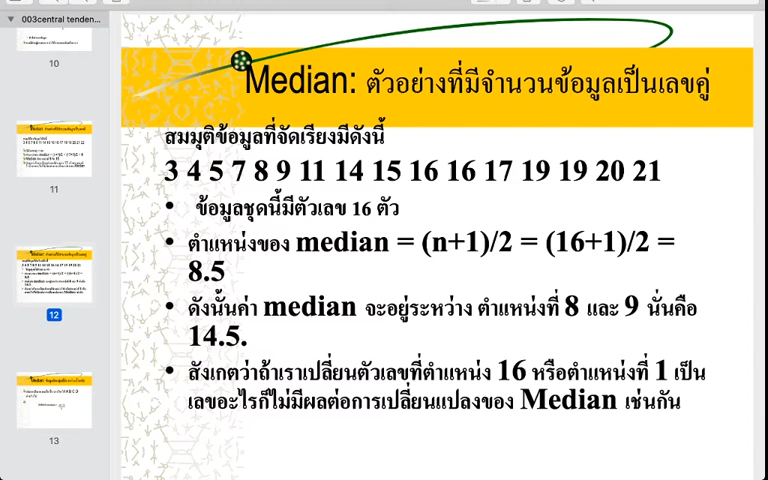 003central tenden...
10
11
12
13
Median: ตัวอย่างที่มีจำนวนข้อมูลเป็นเลขคู่
สมมุติข้อมูลที่จัดเรียงมีดังนี้
3 4 5 7 8 9 11 14 15 16 16 17 19 19 20 21
• ข้อมูลชุดนี้มีตัวเลข 16 ตัว
• ตำแหน่งของ median = (n+1)/2 = (16+1)/2 =
8.5
• ดังนั้นค่า median จะอยู่ระหว่าง ตำแหน่งที่ 8 และ 9 นั่นคือ
14.5.
• สังเกตว่าถ้าเราเปลี่ยนตัวเลขที่ตำแหน่ง 16 หรือตำแหน่งที่ 1 เป็น
เลขอะไรก็ไม่มีผลต่อการเปลี่ยนแปลงของ Median เช่นกัน